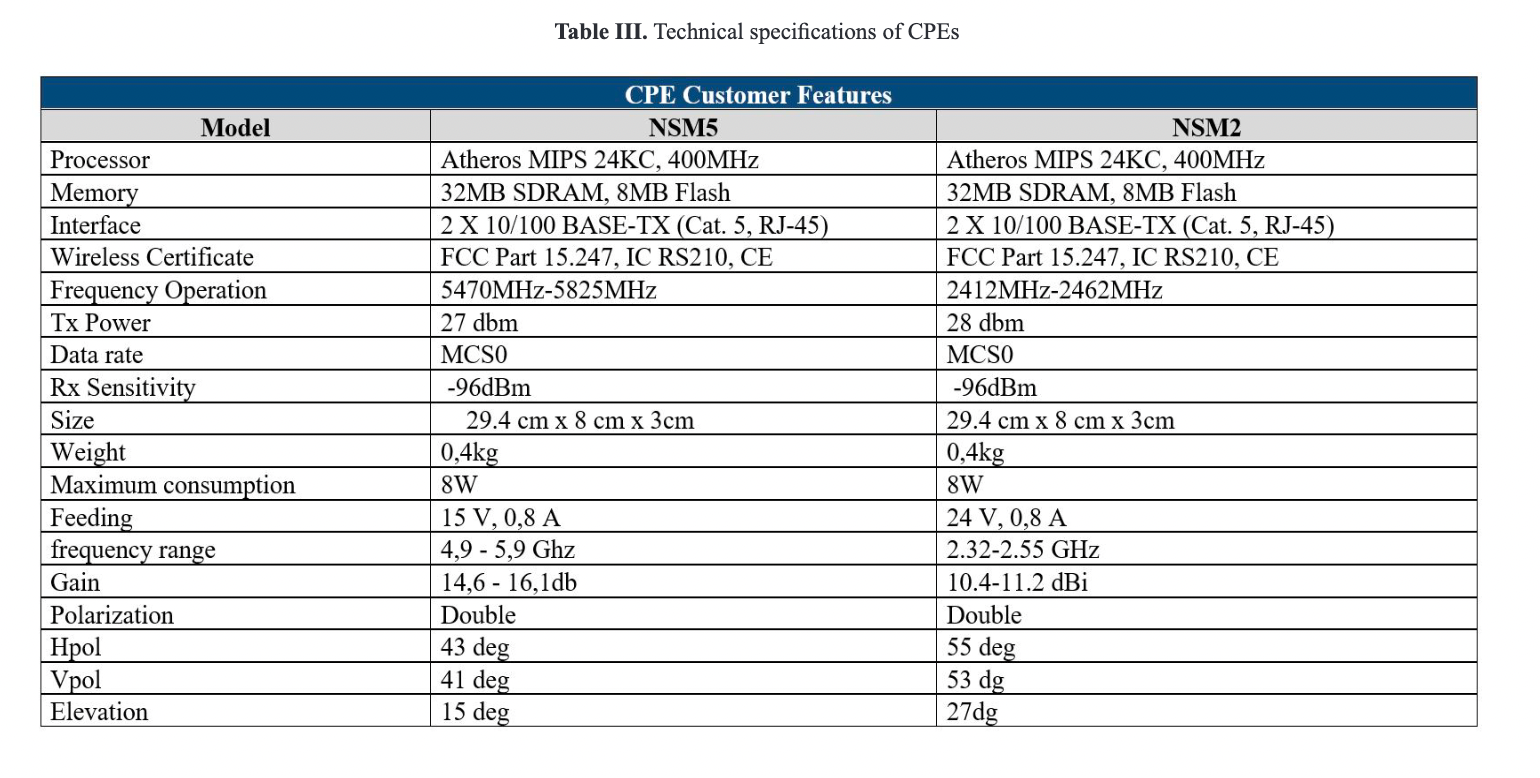 Table III. Technical specifications of CPEs
CPE Customer Features
Model NSM5 NSM2
Processor Atheros MIPS 24KC, 400MHz Atheros MIPS 24KC, 400MHz
Memory 32MB SDRAM, 8MB Flash 32MB SDRAM, 8MB Flash
Interface 2 X 10/100 BASE-TX (Cat. 5, RJ-45) 2 X 10/100 BASE-TX (Cat. 5, RJ-45)
Wireless Certificate FCC Part 15.247, IC RS210, CE FCC Part 15.247, IC RS210, CE
Frequency Operation 5470MHz-5825MHz 2412MHz-2462MHz
Tx Power 27 dbm 28 dbm
Data rate MCS0 MCS0
Rx Sensitivity -96dBm -96dBm
Size 29.4 cm x 8 cm x 3cm 29.4 cm x 8 cm x 3cm
Weight 0,4kg 0,4kg
Maximum consumption 8W 8W
Feeding 15 V, 0,8 A 24 V, 0,8 A
frequency range 4,9 - 5,9 Ghz 2.32-2.55 GHz
Gain 14,6 - 16,1db 10.4-11.2 dBi
Polarization Double Double
Hpol 43 deg 55 deg
Vpol 41 deg 53 dg
Elevation 15 deg 27dg